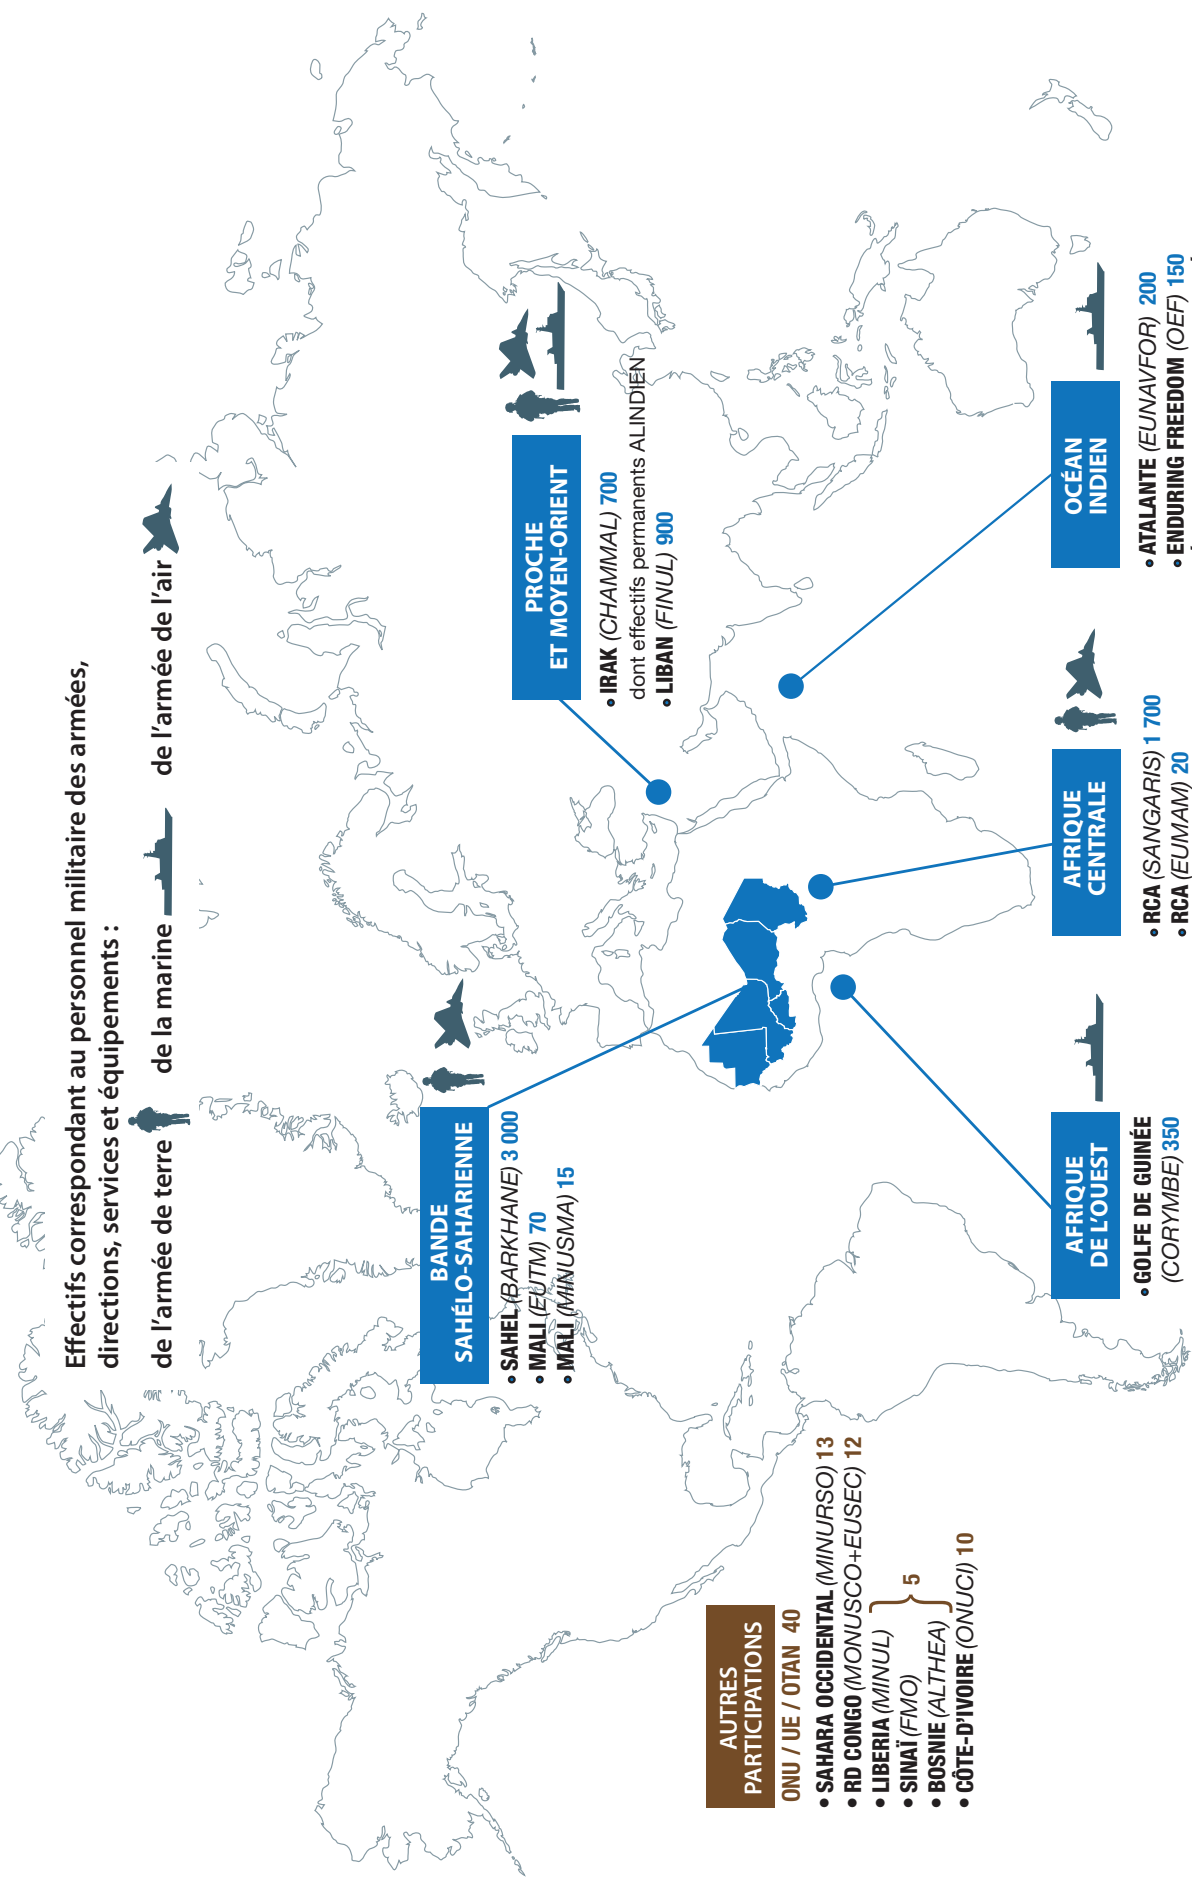 Effectifs correspondant au personnel militaire des armées,
directions, services et équipements :
de l'armée de terre
de la marine
de l'armée de l'air
BANDE
SAHÉLO-SAHARIENNE
• SAHEL (BARKHANE) 3 000
• MALI (EUTM) 70
• MALI (MINUSMA) 15
PROCHE
ET MOYEN-ORIENT
• IRAK (CHAMMAL) 700
dont effectifs permanents ALINDIEN
• LIBAN (FINUL) 900
AUTRES
PARTICIPATIONS
ONU / UE / OTAN 40
• SAHARA OCCIDENTAL (MINURSO) 13
• RD CONGO (MONUSCO+EUSEC) 12
• LIBERIA (MINUL)
• SINAÏ (FMO)
• BOSNIE (ALTHEA)
5
• CÔTE-D'IVOIRE (ONUCI) 10
AFRIQUE
DE L'OUEST
• GOLFE DE GUINÉE
(CORYMBE) 350
AFRIQUE
CENTRALE
• RCA (SANGARIS) 1 700
• RCA (EUMAM) 20
OCÉAN
INDIEN
• ATALANTE (EUNAVFOR) 200
• ENDURING FREEDOM (OEF) 150